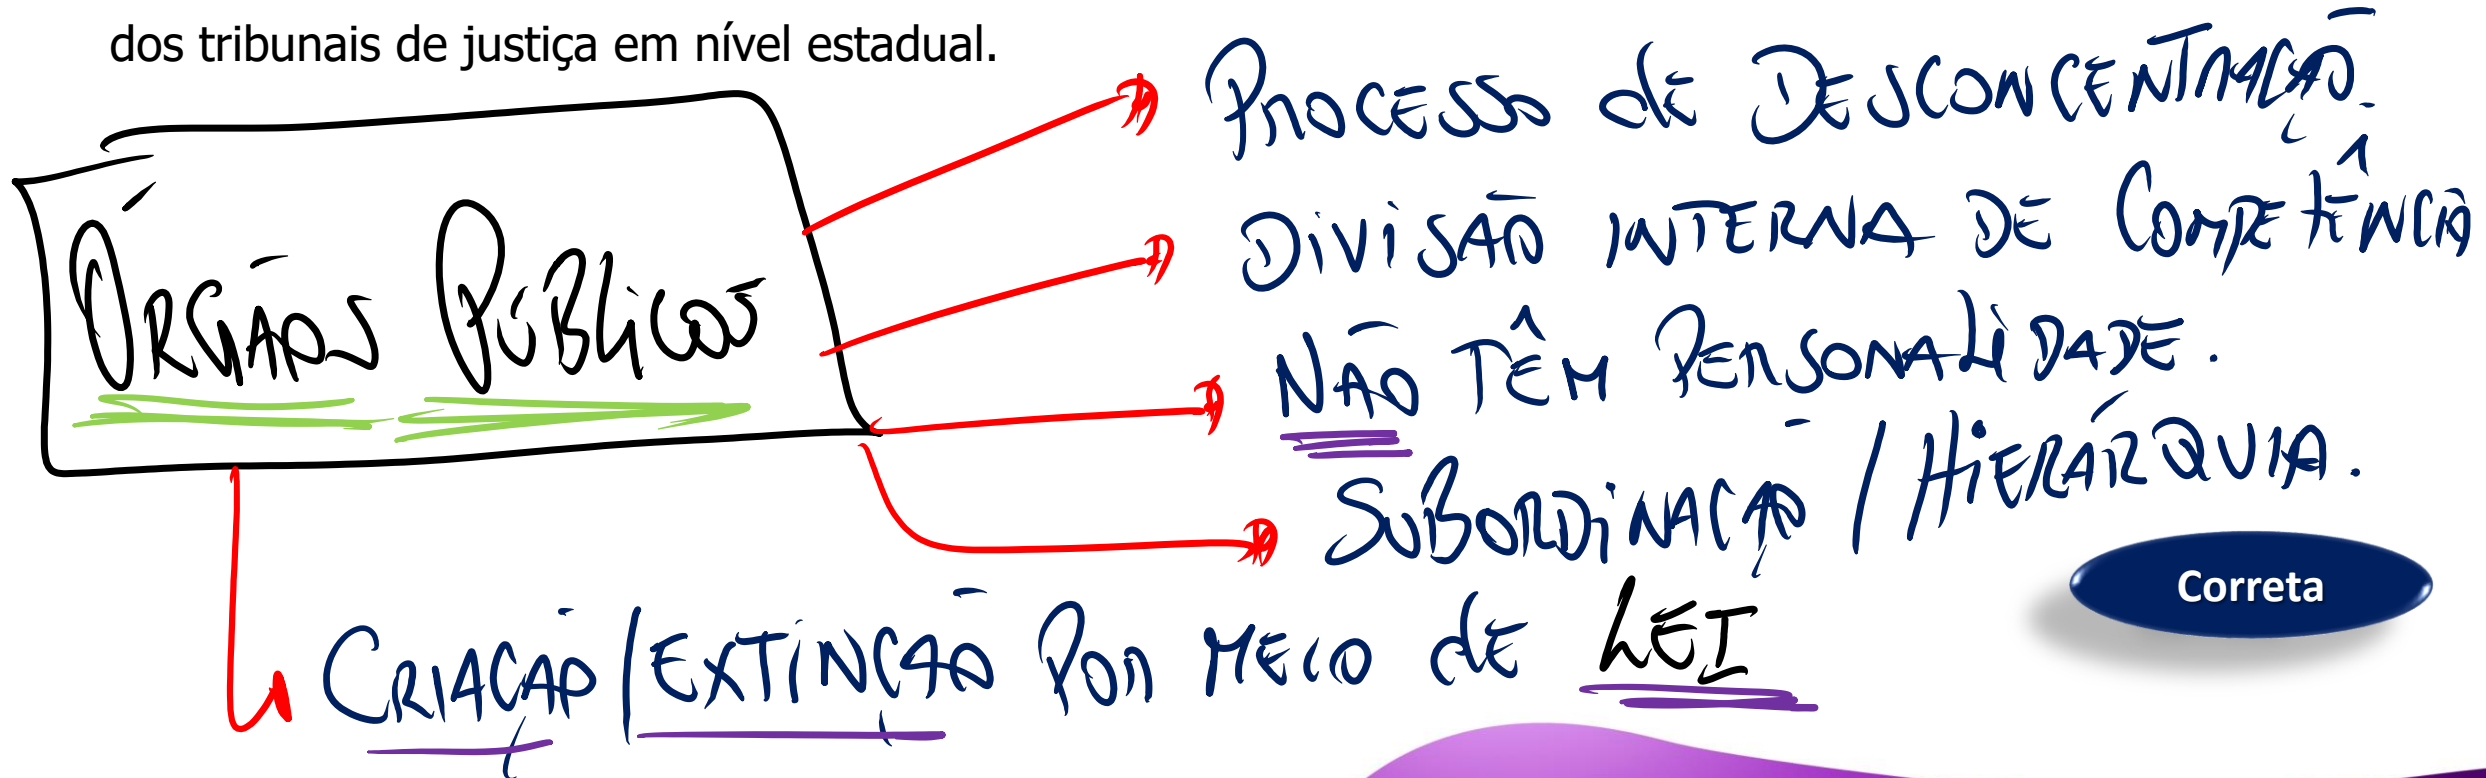 dos tribunais de justiça em nível estadual.
PROCESSO dE DESCONCENTRAÇÃO.
DIVISÃO INTERNA DE COMPETÊNCIA
ÓRGÃOS PÚBLICOS
NÃO TÊM PERSONALIDADE.
SUBORDINAÇÃO / HIERÁRQUIA.
Correta
CRIAÇÃO / EXTINÇÃO POR MEIO dE LEI